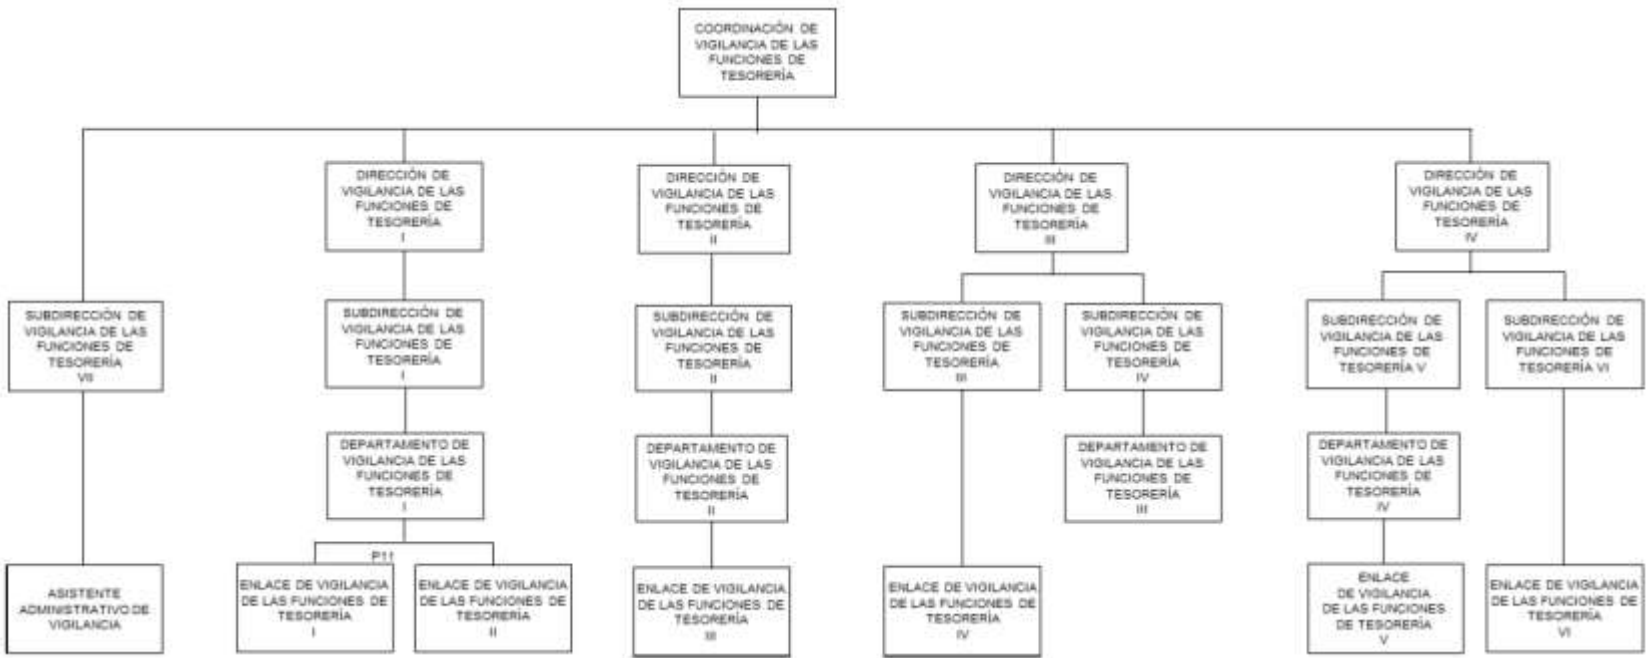 COORDINACIÓN DE
VIGILANCIA DE LAS
FUNCIONES DE
TESORERÍA
DIRECCIÓN DE
VIGILANCIA DE LAS
FUNCIONES DE
TESORERÍA
I
DIRECCIÓN DE
VIGILANCIA DE LAS
FUNCIONES DE
TESORERÍA
II
DIRECCIÓN DE
VIGILANCIA DE LAS
FUNCIONES DE
TESORERÍA
III
DIRECCIÓN DE
VIGILANCIA DE LAS
FUNCIONES DE
TESORERÍA
IV
SUBDIRECCIÓN DE
VIGILANCIA DE LAS
FUNCIONES DE
TESORERÍA
VII
SUBDIRECCIÓN DE
VIGILANCIA DE LAS
FUNCIONES DE
TESORERÍA
I
SUBDIRECCIÓN DE
VIGILANCIA DE LAS
FUNCIONES DE
TESORERÍA
II
SUBDIRECCIÓN DE
VIGILANCIA DE LAS
FUNCIONES DE
TESORERÍA
III
SUBDIRECCIÓN DE
VIGILANCIA DE LAS
FUNCIONES DE
TESORERÍA
IV
SUBDIRECCIÓN DE
VIGILANCIA DE LAS
FUNCIONES DE
TESORERÍA V
SUBDIRECCIÓN DE
VIGILANCIA DE LAS
FUNCIONES DE
TESORERÍA VI
DEPARTAMENTO DE
VIGILANCIA DE LAS
FUNCIONES DE
TESORERÍA
I
DEPARTAMENTO DE
VIGILANCIA DE LAS
FUNCIONES DE
TESORERÍA
II
DEPARTAMENTO DE
VIGILANCIA DE LAS
FUNCIONES DE
TESORERÍA
III
DEPARTAMENTO DE
VIGILANCIA DE LAS
FUNCIONES DE
TESORERÍA
IV
P11
ASISTENTE
ADMINISTRATIVO DE
VIGILANCIA
ENLACE DE VIGILANCIA
DE LAS FUNCIONES DE
TESORERÍA
I
ENLACE DE VIGILANCIA
DE LAS FUNCIONES DE
TESORERÍA
II
ENLACE DE VIGILANCIA
DE LAS FUNCIONES DE
TESORERÍA
III
ENLACE DE VIGILANCIA
DE LAS FUNCIONES DE
TESORERÍA
IV
ENLACE
DE VIGILANCIA
DE LAS FUNCIONES
DE TESORERÍA
V
ENLACE DE VIGILANCIA
DE LAS FUNCIONES DE
TESORERÍA
VI